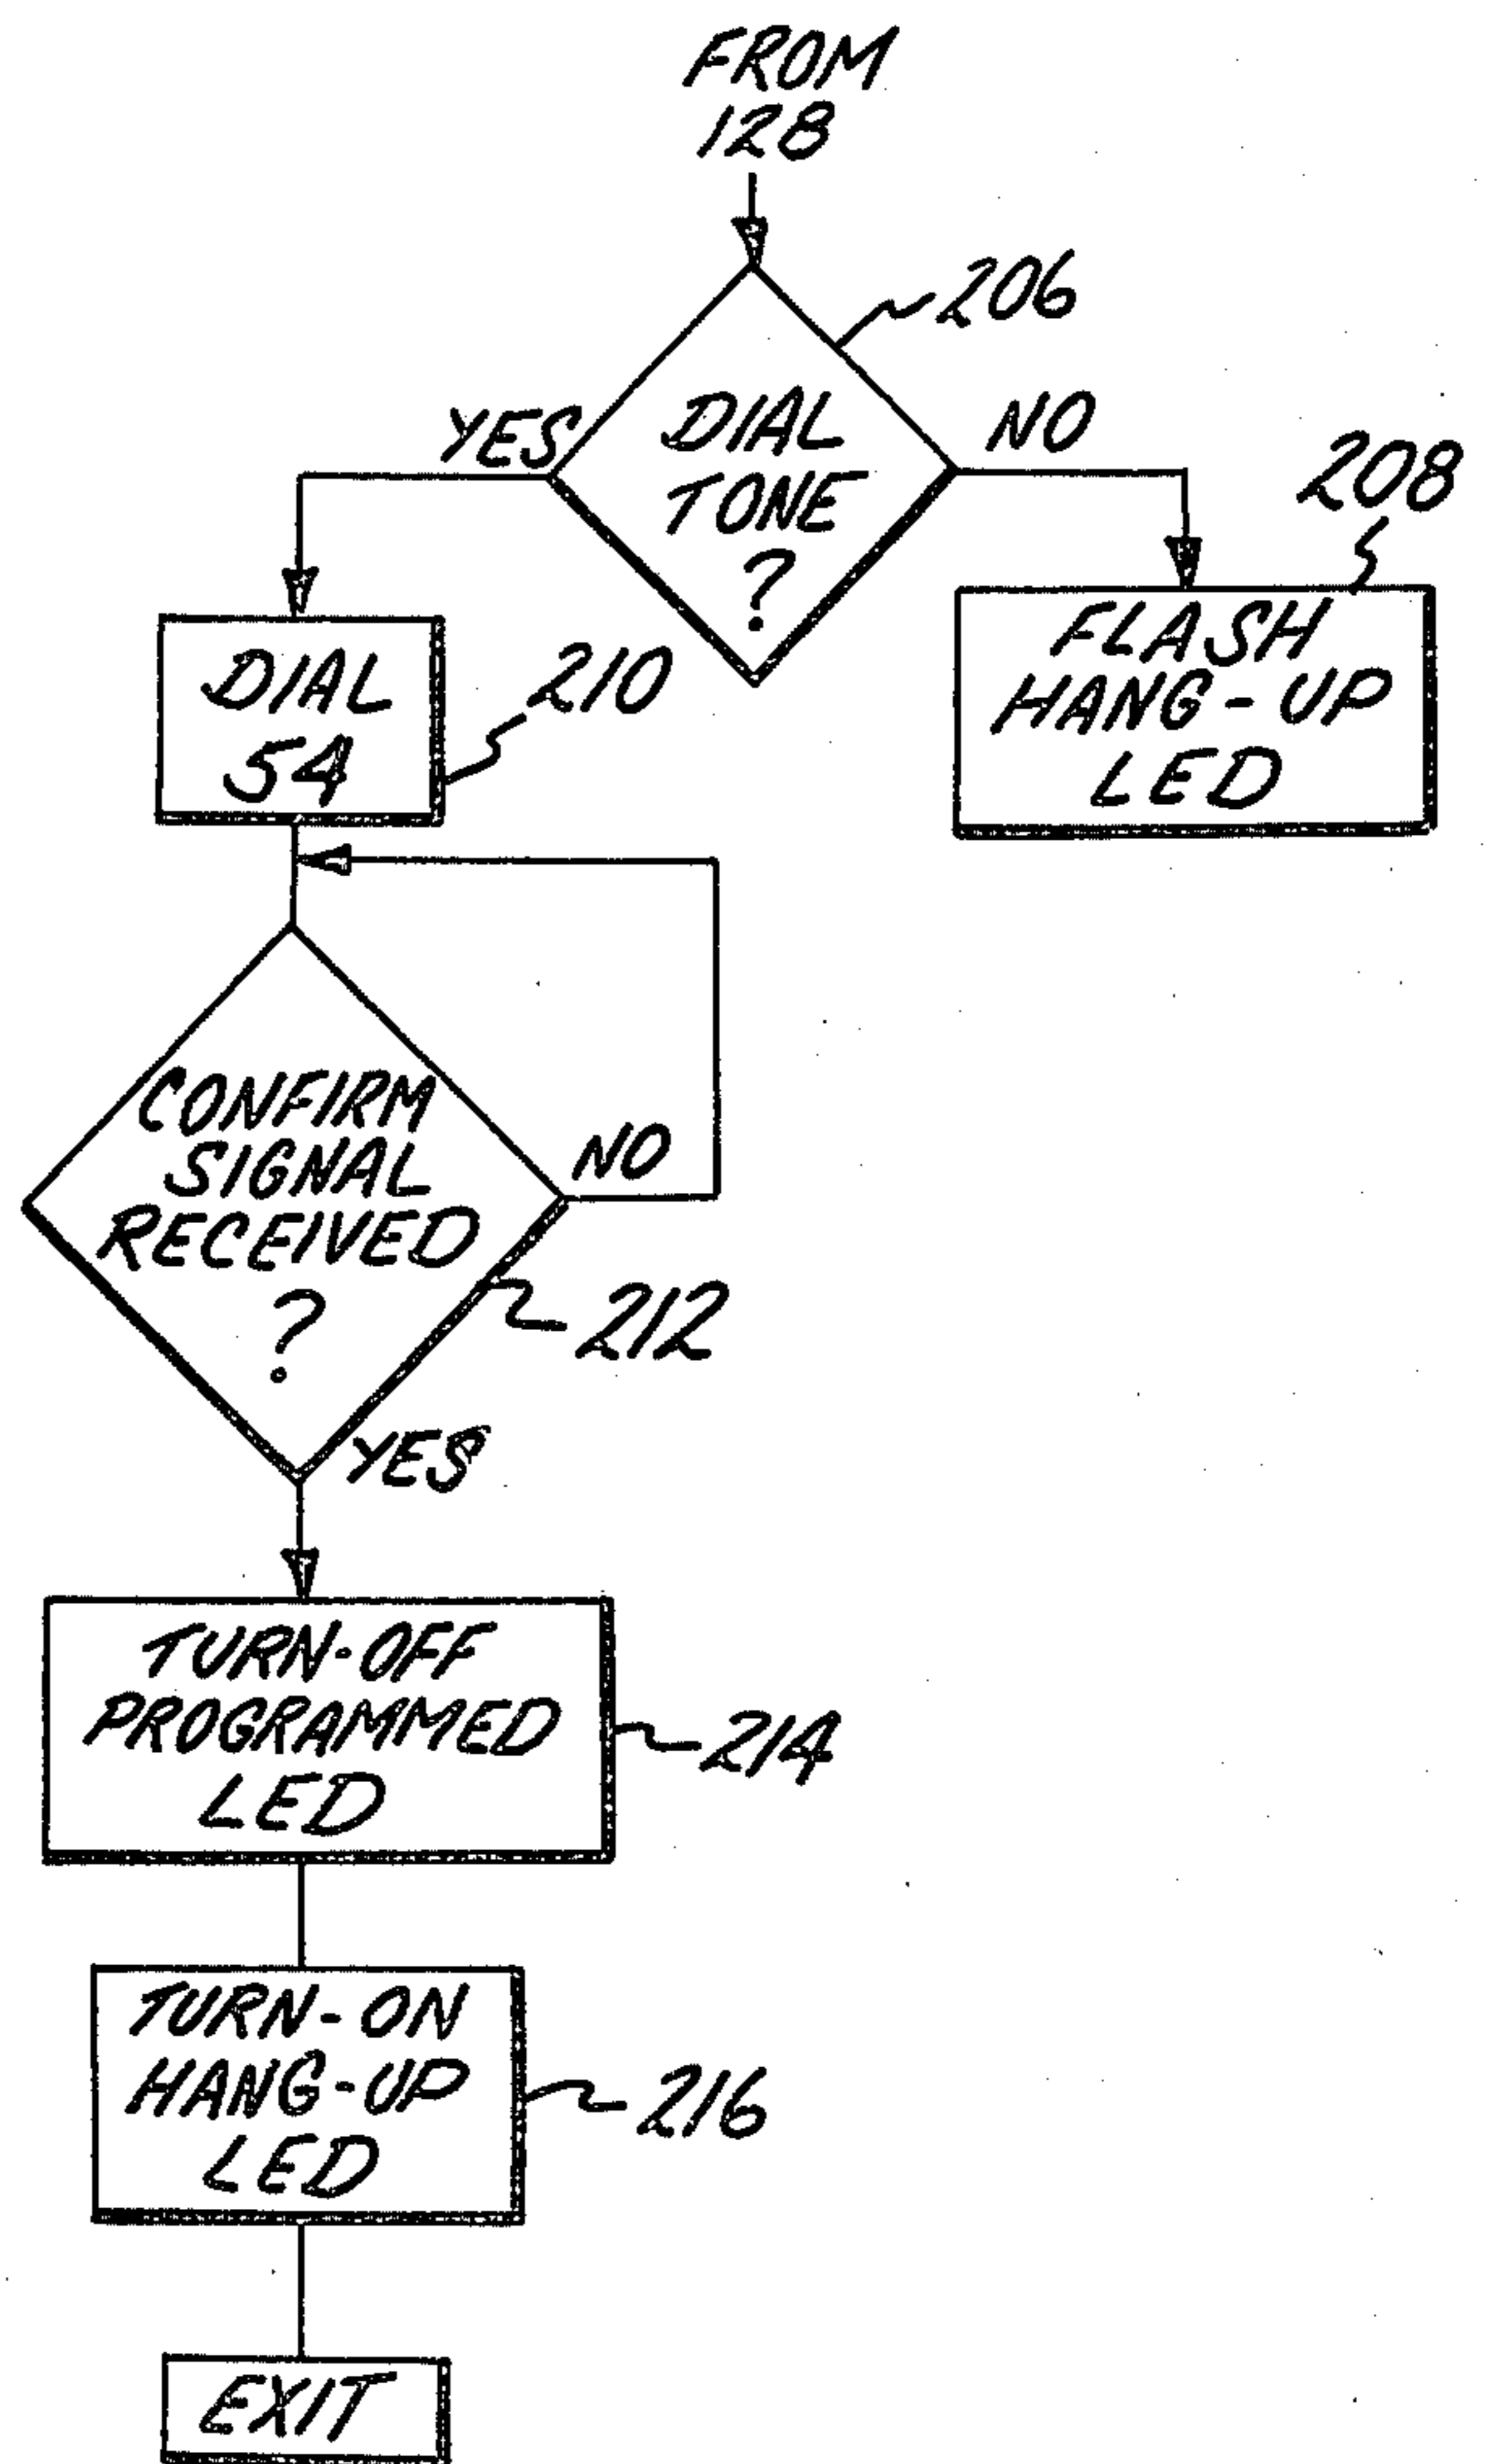 FROM
128
206
DIAL
TONE
?
YES
NO
208
FLASH
HANG-UP
LED
DIAL
54
210
CONFIRM
SIGNAL
RECEIVED
?
NO
212
YES
TURN-OFF
PROGRAMMED
LED
214
TURN-ON
HANG-UP
LED
216
EXIT